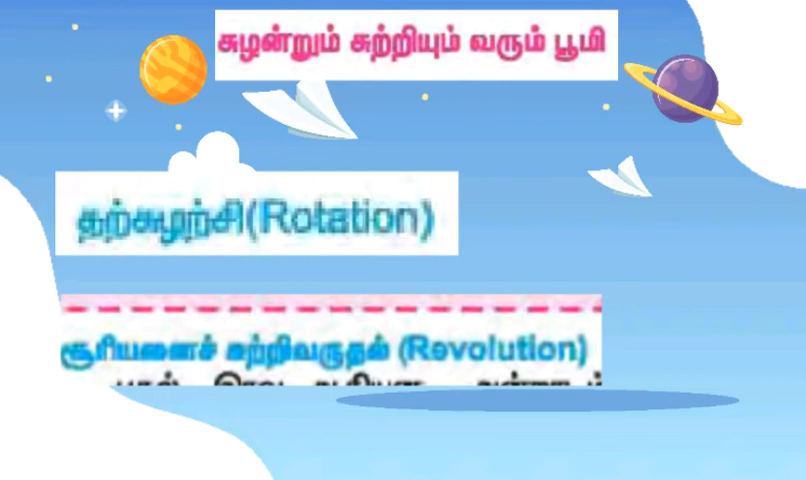 சுழன்றும் சுற்றியும் வரும் பூமி
தற்சுழற்சி(Rotation)
சூரியனைச் சுற்றிவருதல் (Revolution)